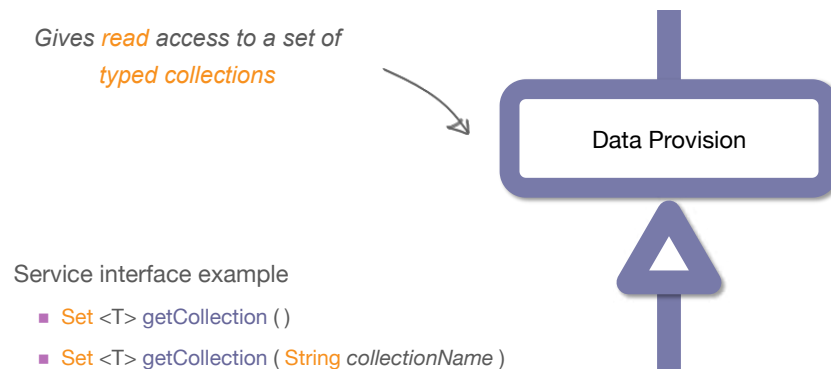 Gives read access to a set of
typed collections
Data Provision
Service interface example
Set <T> getCollection ( )
Set <T> getCollection ( String collectionName )